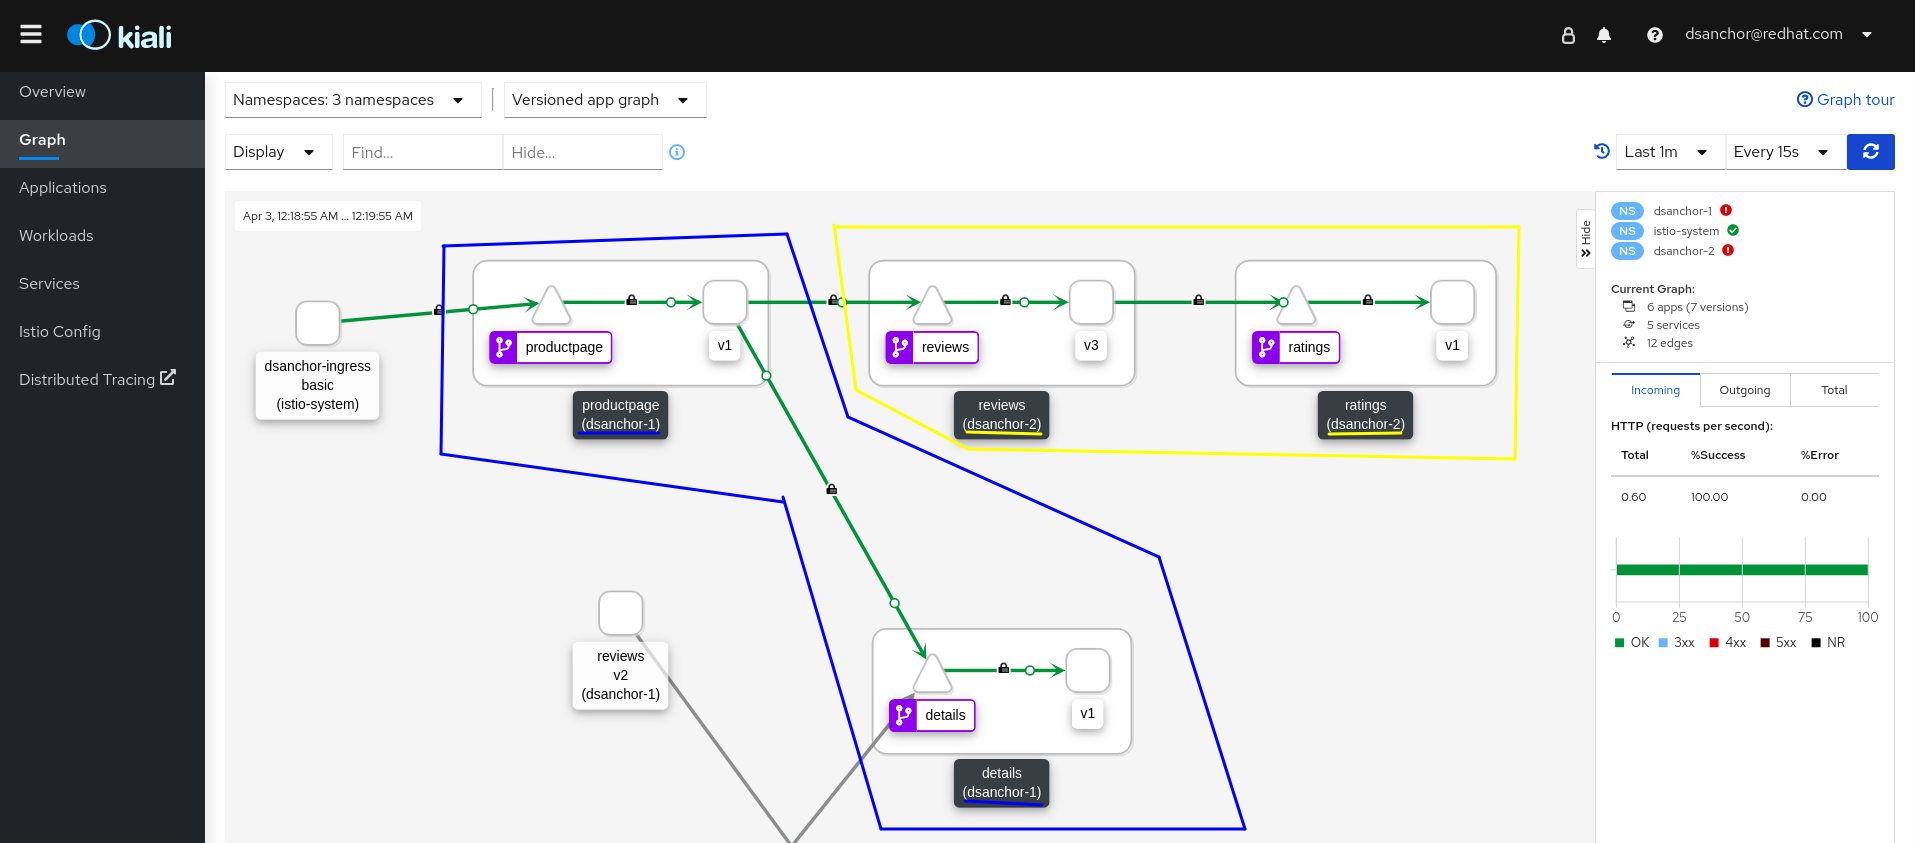 kiali
dsanchor@redhat.com
Overview
Graph
Applications
Workloads
Services
Istio Config
Distributed Tracing
Namespaces: 3 namespaces
Versioned app graph
Graph tour
Display
Find...
Hide...
Last 1m
Every 15s
Apr 3, 12:18:55 AM ... 12:19:55 AM
dsanchor-ingress
basic
(istio-system)
productpage
v1
productpage
(dsanchor-1)
reviews
v3
reviews
(dsanchor-2)
ratings
v1
ratings
(dsanchor-2)
reviews
v2
(dsanchor-1)
details
v1
details
(dsanchor-1)
Hide
NS dsanchor-1
NS istio-system
NS dsanchor-2
Current Graph:
6 apps (7 versions)
5 services
12 edges
Incoming Outgoing Total
HTTP (requests per second):
Total %Success %Error
0.60 100.00 0.00
0 25 50 75 100
OK 3xx 4xx 5xx NR